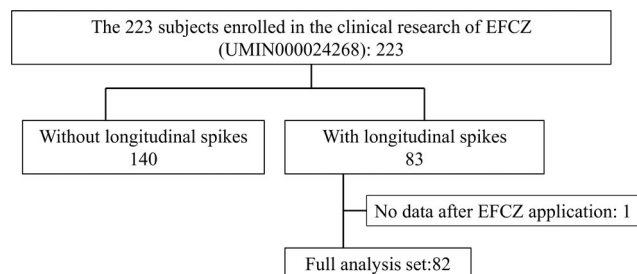 The 223 subjects enrolled in the clinical research of EFCZ
(UMIN000024268): 223
Without longitudinal spikes
140
With longitudinal spikes
83
No data after EFCZ application: 1
Full analysis set:82